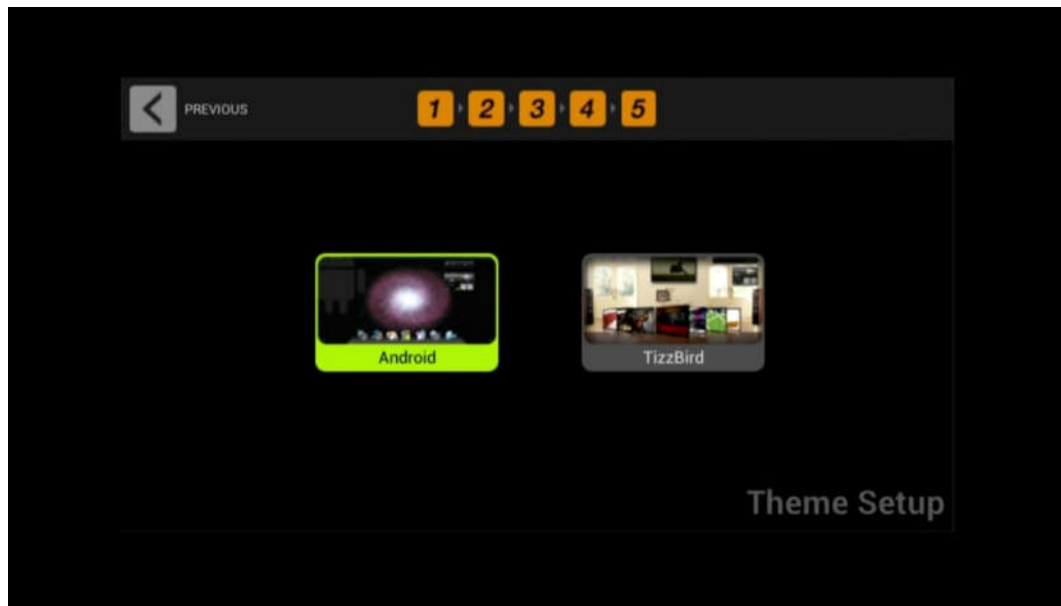 PREVIOUS
1 2 3 4 5
Android
TizzBird
Theme Setup